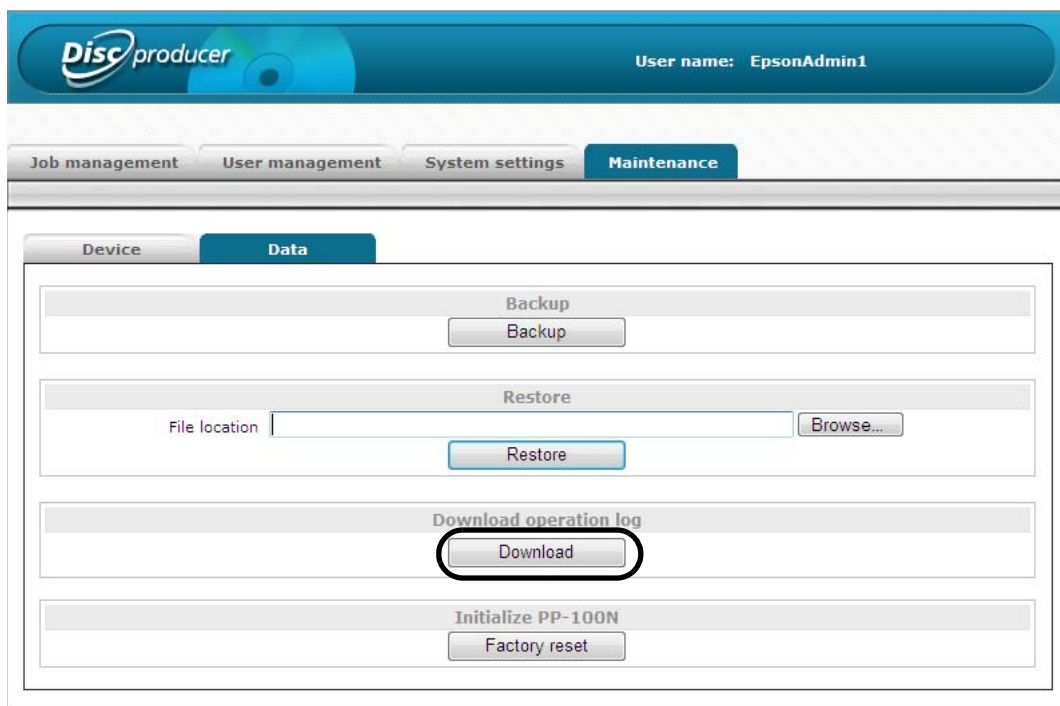 Disc producer
User name: EpsonAdmin1
Job management User management System settings Maintenance
Device Data
Backup
Backup
Restore
File location Browse...
Restore
Download operation log
Download
Initialize PP-100N
Factory reset